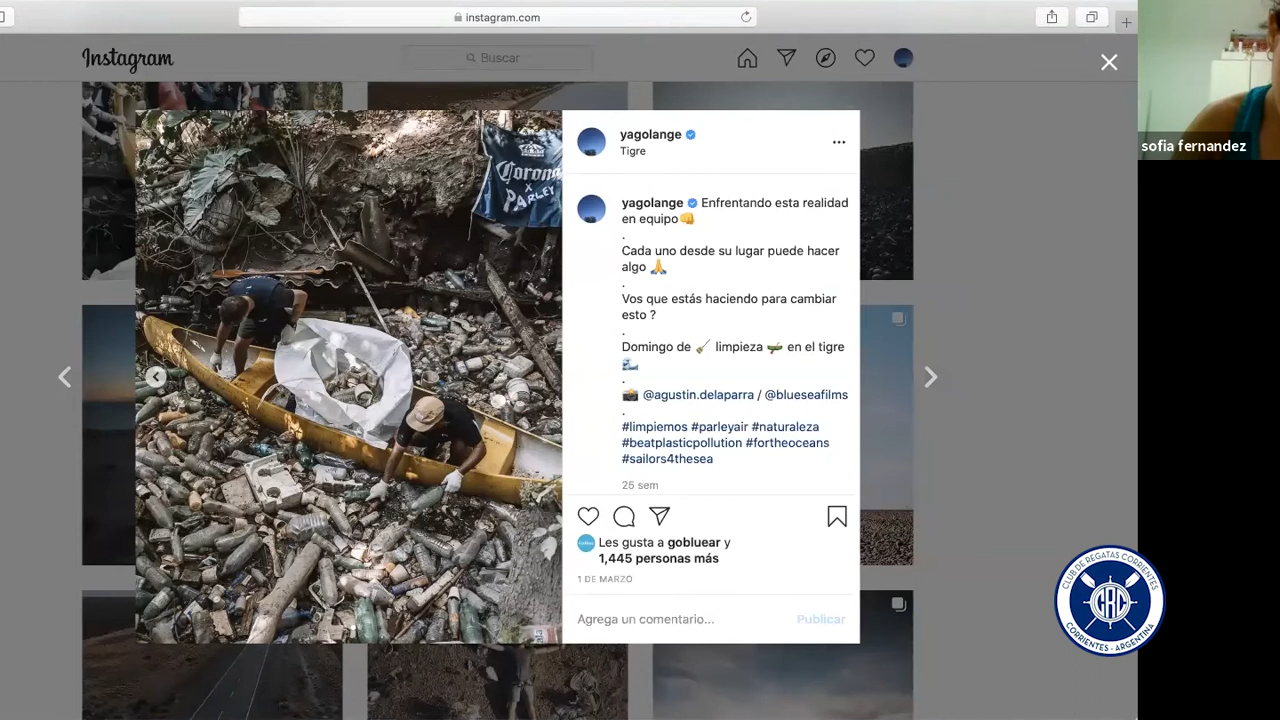 instagram.com
Instagram
Buscar
sofia fernandez
Corona
X
PARLEY
yagolange
Tigre
yagolange Enfrentando esta realidad
en equipo👊
.
Cada uno desde su lugar puede hacer
algo 🙏
.
Vos que estás haciendo para cambiar
esto ?
.
Domingo de 🧹 limpieza 🛶 en el tigre
🌊
.
📸 @agustin.delaparra / @blueseafilms
.
#limpiemos #parleyair #naturaleza
#beatplasticpollution #fortheoceans
#sailors4thesea
25 sem
Les gusta a gobluear y
1,445 personas más
1 DE MARZO
Agrega un comentario...
Publicar
CLUB DE REGATAS CORRIENTES
CRC
CORRIENTES - ARGENTINA